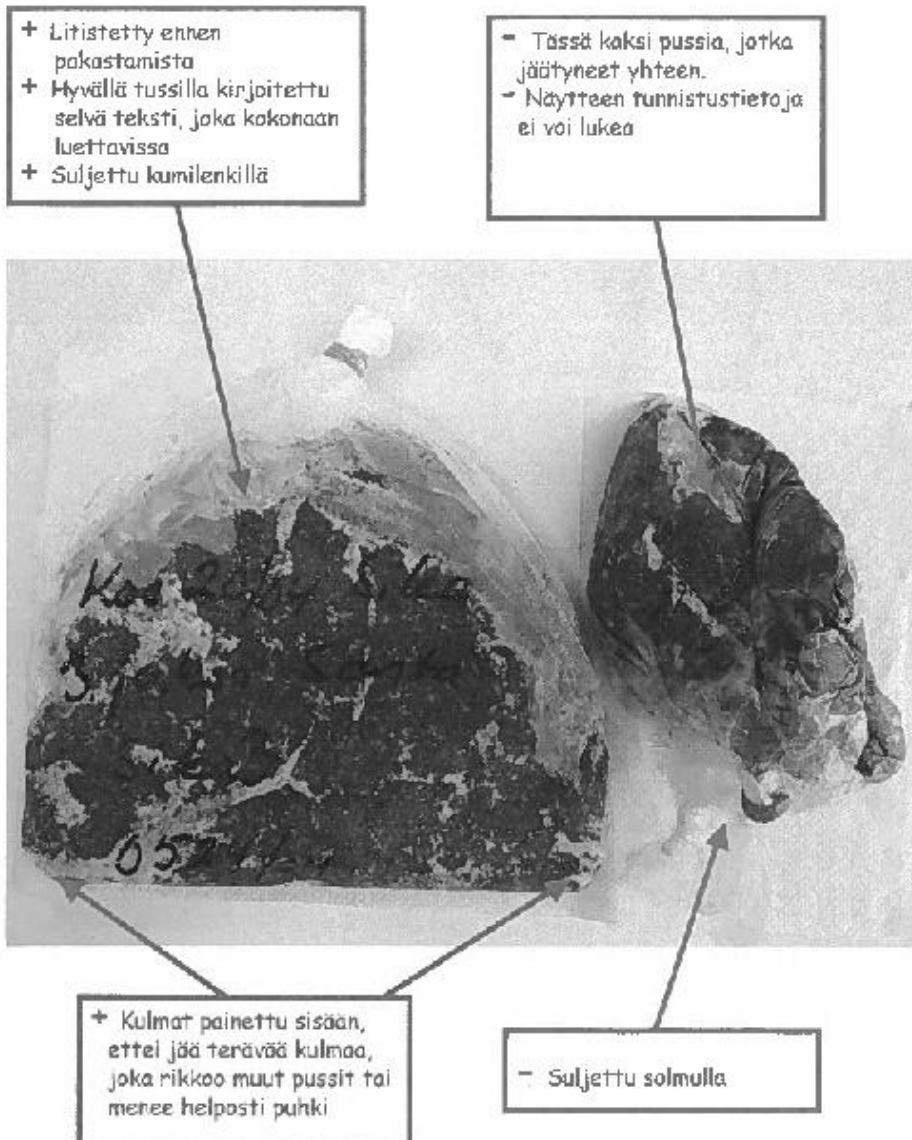 + Litistetty ennen
pakastamista
+ Hyvällä tussilla kirjoitettu
selvä teksti, joka kokonaan
luettavissa
+ Suljettu kumilenkillä
- Tässä kaksi pussia, jotka
jäätyneet yhteen.
- Näytteen tunnistustietoja
ei voi lukea
+ Kulmat painettu sisään,
ettei jää terävää kulmaa,
joka rikkoo muut pussit tai
menee helposti puhki
- Suljettu solmulla